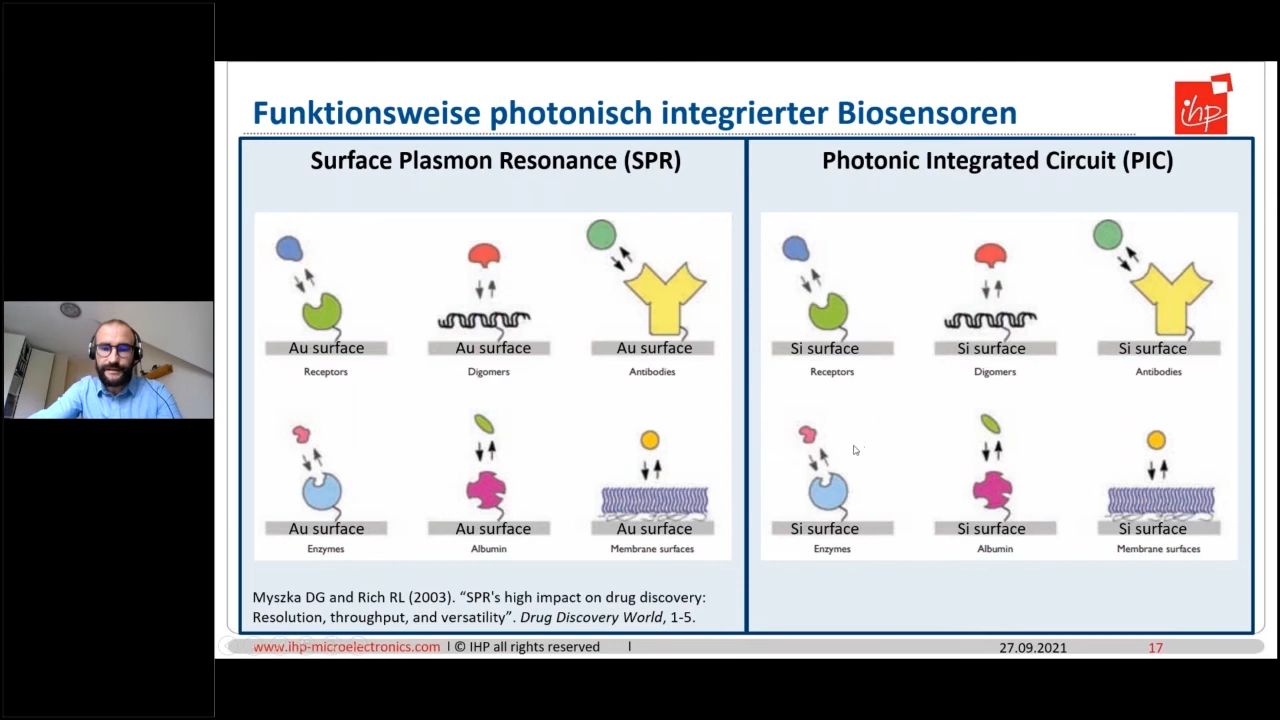 Funktionsweise photonisch integrierter Biosensoren
ihp
Surface Plasmon Resonance (SPR)
Au surface
Au surface
Au surface
Receptors
Digomers
Antibodies
Au surface
Au surface
Au surface
Enzymes
Albumin
Membrane surfaces
Myszka DG and Rich RL (2003). “SPR's high impact on drug discovery:
Resolution, throughput, and versatility”. Drug Discovery World, 1-5.
Photonic Integrated Circuit (PIC)
Si surface
Si surface
Si surface
Receptors
Digomers
Antibodies
Si surface
Si surface
Si surface
Enzymes
Albumin
Membrane surfaces
www.ihp-microelectronics.com I © IHP all rights reserved I
27.09.2021
17